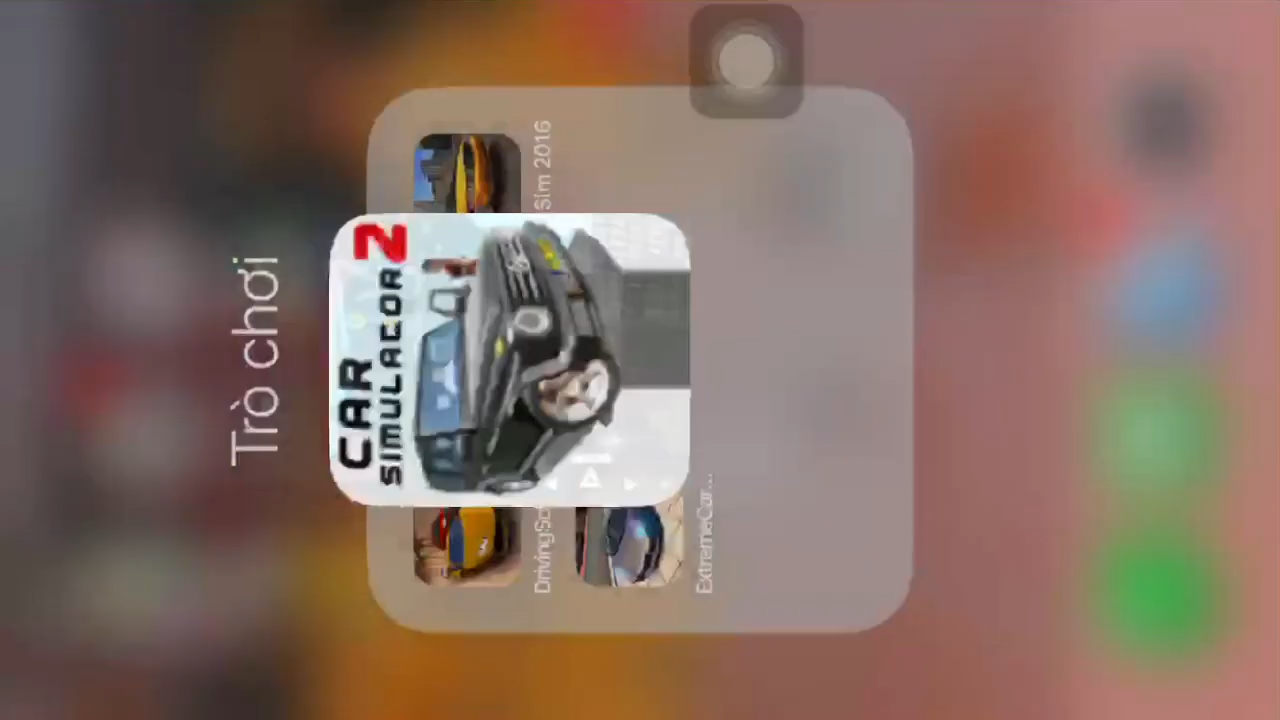 Trò chơi
CAR
SIMULATOR 2
Sim 2016
DrivingSc
ExtremeCar...